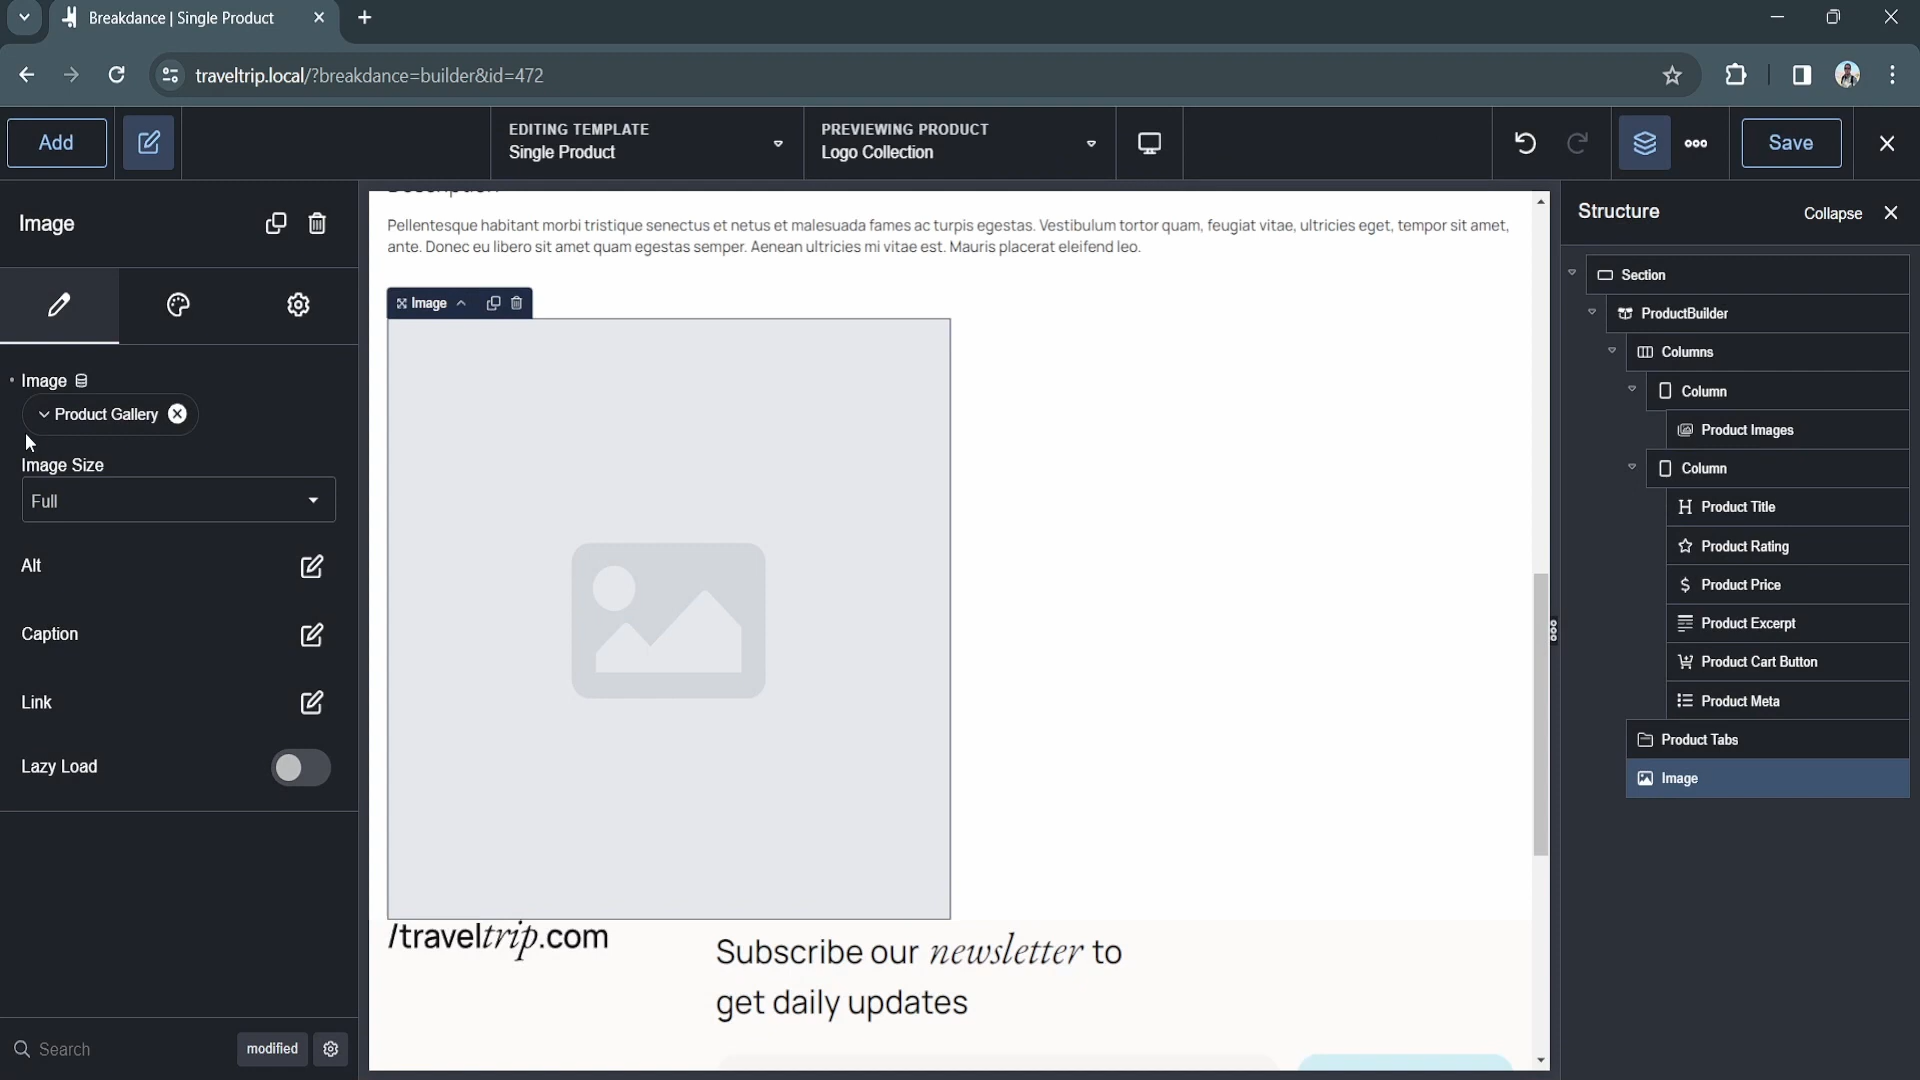 Breakdance | Single Product
traveltrip.local/?breakdance=builder&id=472
Add
EDITING TEMPLATE
Single Product
PREVIEWING PRODUCT
Logo Collection
Save
Image
Image
Product Gallery
Image Size
Full
Alt
Caption
Link
Lazy Load
Search
modified
Description
Pellentesque habitant morbi tristique senectus et netus et malesuada fames ac turpis egestas. Vestibulum tortor quam, feugiat vitae, ultricies eget, tempor sit amet,
ante. Donec eu libero sit amet quam egestas semper. Aenean ultricies mi vitae est. Mauris placerat eleifend leo.
Image
/traveltrip.com
Subscribe our newsletter to
get daily updates
Structure
Collapse
Section
ProductBuilder
Columns
Column
Product Images
Column
Product Title
Product Rating
Product Price
Product Excerpt
Product Cart Button
Product Meta
Product Tabs
Image